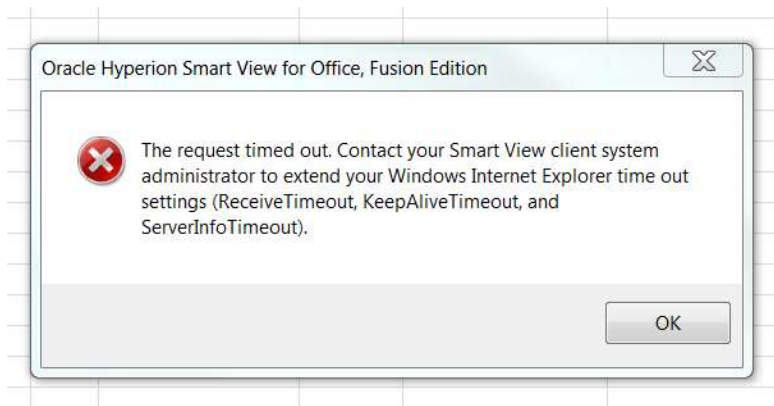 Oracle Hyperion Smart View for Office, Fusion Edition
The request timed out. Contact your Smart View client system
administrator to extend your Windows Internet Explorer time out
settings (ReceiveTimeout, KeepAliveTimeout, and
ServerInfoTimeout).
OK